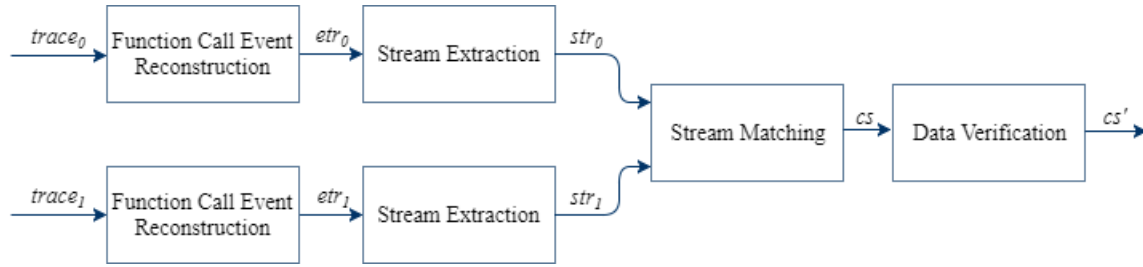 trace0
Function Call Event
Reconstruction
etr0
Stream Extraction
str0
Stream Matching
cs
Data Verification
cs'
trace1
Function Call Event
Reconstruction
etr1
Stream Extraction
str1